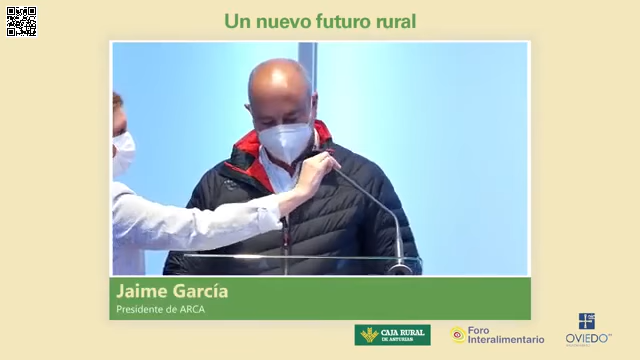 Un nuevo futuro rural
Jaime García
Presidente de ARCA
CAJA RURAL
DE ASTURIAS
Foro
Interalimentario
OVIEDO